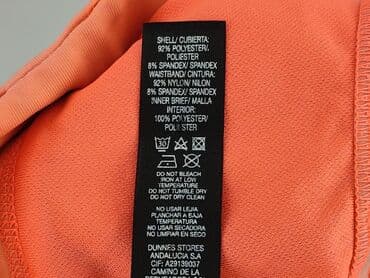 SHELL/ CUBIERTA:
92% POLYESTER/
POLIESTER
8% SPANDEX/ SPANDEX
WAISTBAND/ CINTURA:
92% NYLON/ NILON
8% SPANDEX/ SPANDEX
INNER BRIEF/ MALLA
INTERIOR:
100% POLYESTER/
POLIESTER
30
DO NOT BLEACH
IRON AT LOW
TEMPERATURE
DO NOT TUMBLE DRY
DO NOT DRY CLEAN
NO USAR LEJIA
PLANCHAR A BAJA
TEMPERATURA
NO USAR SECADORA
NO LIMPIAR EN SECO
DUNNES STORES
ANDALUCIA S.A
CIF: A29139037
CAMINO DE LA